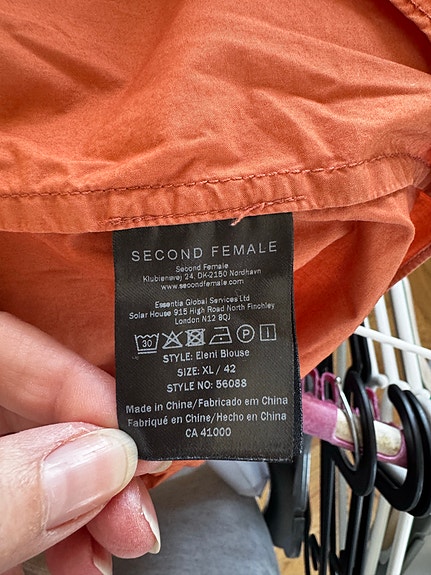 SECOND FEMALE
Second Female
Klubiensvej 24, DK-2150 Nordhavn
www.secondfemale.com
Essentia Global Services Ltd
Solar House 915 High Road North Finchley
London N12 8QJ
30 P
STYLE: Eleni Blouse
SIZE: XL / 42
STYLE NO: 56088
Made in China/Fabricado em China
Fabriqué en Chine/Hecho en China
CA 41000